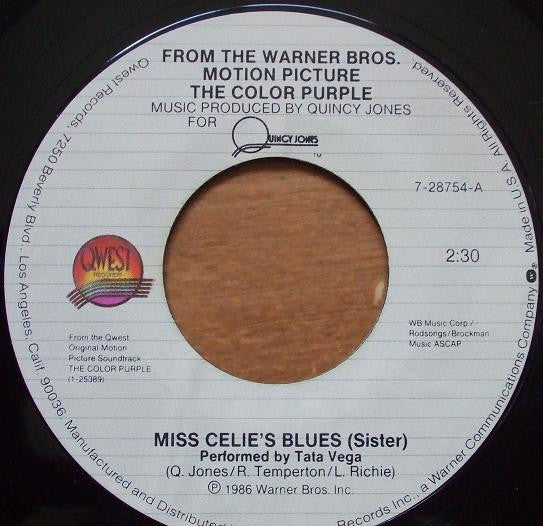 FROM THE WARNER BROS.
MOTION PICTURE
THE COLOR PURPLE
MUSIC PRODUCED BY QUINCY JONES
FOR QUINCY JONES
TM
7-28754-A
2:30
QWEST
RECORDS
From the Qwest
Original Motion
Picture Soundtrack
THE COLOR PURPLE
(1-25389)
WB Music Corp/
Rodsongs/Brockman
Music ASCAP
MISS CELIE'S BLUES (Sister)
Performed by Tata Vega
(Q. Jones/R. Temperton/L. Richie)
Ⓟ 1986 Warner Bros. Inc.
Qwest Records, 7250 Beverly Blvd., Los Angeles, Calif. 90036 Manufactured and Distributed Records Inc., a Warner Communications Company Made in U.S.A. All Rights Reserved.